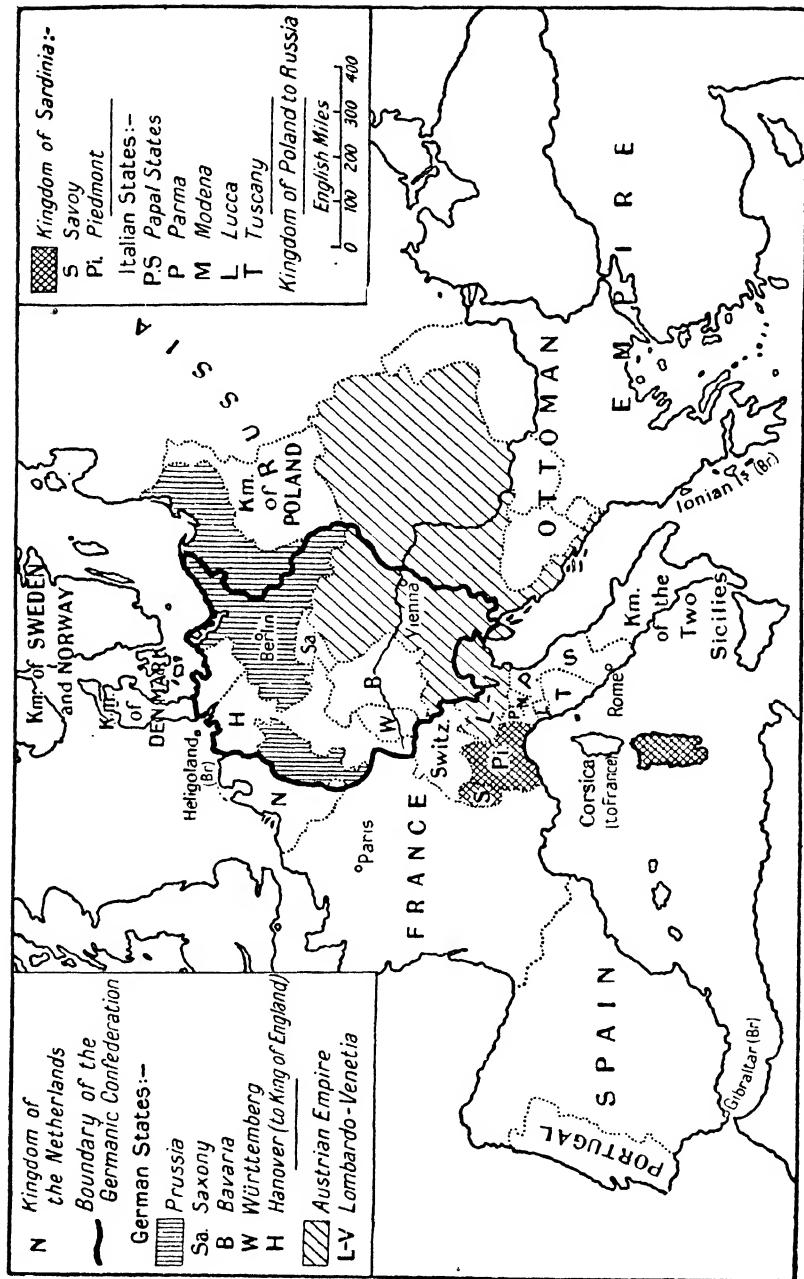 N Kingdom of
the Netherlands
Boundary of the
Germanic Confederation
German States:-
Prussia
Sa. Saxony
B Bavaria
W Württemberg
H Hanover (to King of England)
Austrian Empire
L-V Lombardo-Venetia
Kingdom of Sardinia:-
S Savoy
Pi. Piedmont
Italian States:-
P.S Papal States
P Parma
M Modena
L Lucca
T Tuscany
Kingdom of Poland to Russia
English Miles
0 100 200 300 400
Km. of SWEDEN
and NORWAY
Km.
of
DENMARK
Heligoland
(Br)
RUSSIA
Km.
of
POLAND
H
N
Berlin
Sa.
Paris
FRANCE
W
B
Vienna
Switz
L-
S
Pi
P
M
L
T
P
S
Rome
Corsica
(to France)
Km.
of the
Two
Sicilies
OTTOMAN
EMPIRE
Ionian Is. (Br)
SPAIN
PORTUGAL
Gibraltar (Br)